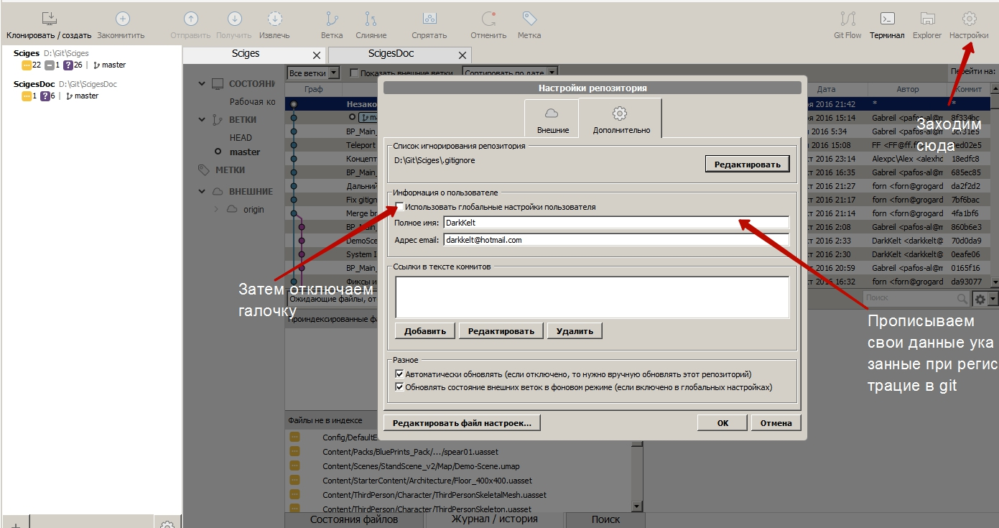 Клонировать / создать Закоммитить Отправить Получить Извлечь Ветка Слияние Спрятать Отменить Метка Git Flow Терминал Explorer Настройки
Sciges D:\Git\Sciges
22 1 ? 26 | master
ScigesDoc D:\Git\ScigesDoc
1 ? 6 | master
Sciges ScigesDoc
СОСТОЯНИ
Рабочая ко
ВЕТКИ
HEAD
master
МЕТКИ
ВНЕШНИЕ
origin
Все ветки Показать внешние ветки Сортировать по дате Перейти на:
Граф Дата Автор Коммит
Незако 2016 21:42 * *
2016 15:14 Gabreil <pafos-al@m 8f334bc
BP_Main_ 2016 5:34 Gabreil <pafos-al@m
Teleport 2016 15:08 FF <FF@ff.f
Концепт 2016 23:14 Alexpc\Alex <alexhd 18edfc8
BP_Main_ т 2016 16:35 Gabreil <pafos-al@m 685ec85
Дальний т 2016 21:27 forn <forn@grogard da2f2d2
Fix gitign т 2016 21:17 forn <forn@grogard 7bf6bac
Merge br т 2016 21:14 forn <forn@grogard 4fa1bf6
BP_Main_ т 2016 2:08 Gabreil <pafos-al@m 860b6e3
DemoSce т 2016 2:33 DarkKelt <darkkelt@ 70d0da9
System I т 2016 2:30 DarkKelt <darkkelt@ 0eafe06
BP_Main_ т 2016 20:59 Gabreil <pafos-al@m 0165f16
Фиксы и т 2016 16:32 forn <forn@grogard da93077
Ожидающие файлы, от Поиск
Проиндексированные фа
Настройки репозитория
Внешние Дополнительно
Список игнорирования репозитория
D:\Git\Sciges\.gitignore Редактировать
Информация о пользователе
Использовать глобальные настройки пользователя
Полное имя: DarkKelt
Адрес email: darkkelt@hotmail.com
Ссылки в тексте коммитов
Добавить Редактировать Удалить
Разное
Автоматически обновлять (если отключено, то нужно вручную обновлять этот репозиторий)
Обновлять состояние внешних веток в фоновом режиме (если включено в глобальных настройках)
Редактировать файл настроек... OK Отмена
Заходим
сюда
Затем отключаем
галочку
Прописываем
свои данные ука
занные при регис
трацие в git
Файлы не в индексе
Config/DefaultE
Content/Packs/BluePrints_Pack/.../spear01.uasset
Content/Scenes/StandScene_v2/Map/Demo-Scene.umap
Content/StarterContent/Architecture/Floor_400x400.uasset
Content/ThirdPerson/Character/ThirdPersonSkeletalMesh.uasset
Content/ThirdPerson/Character/ThirdPersonSkeleton.uasset
Состояния файлов Журнал / история Поиск